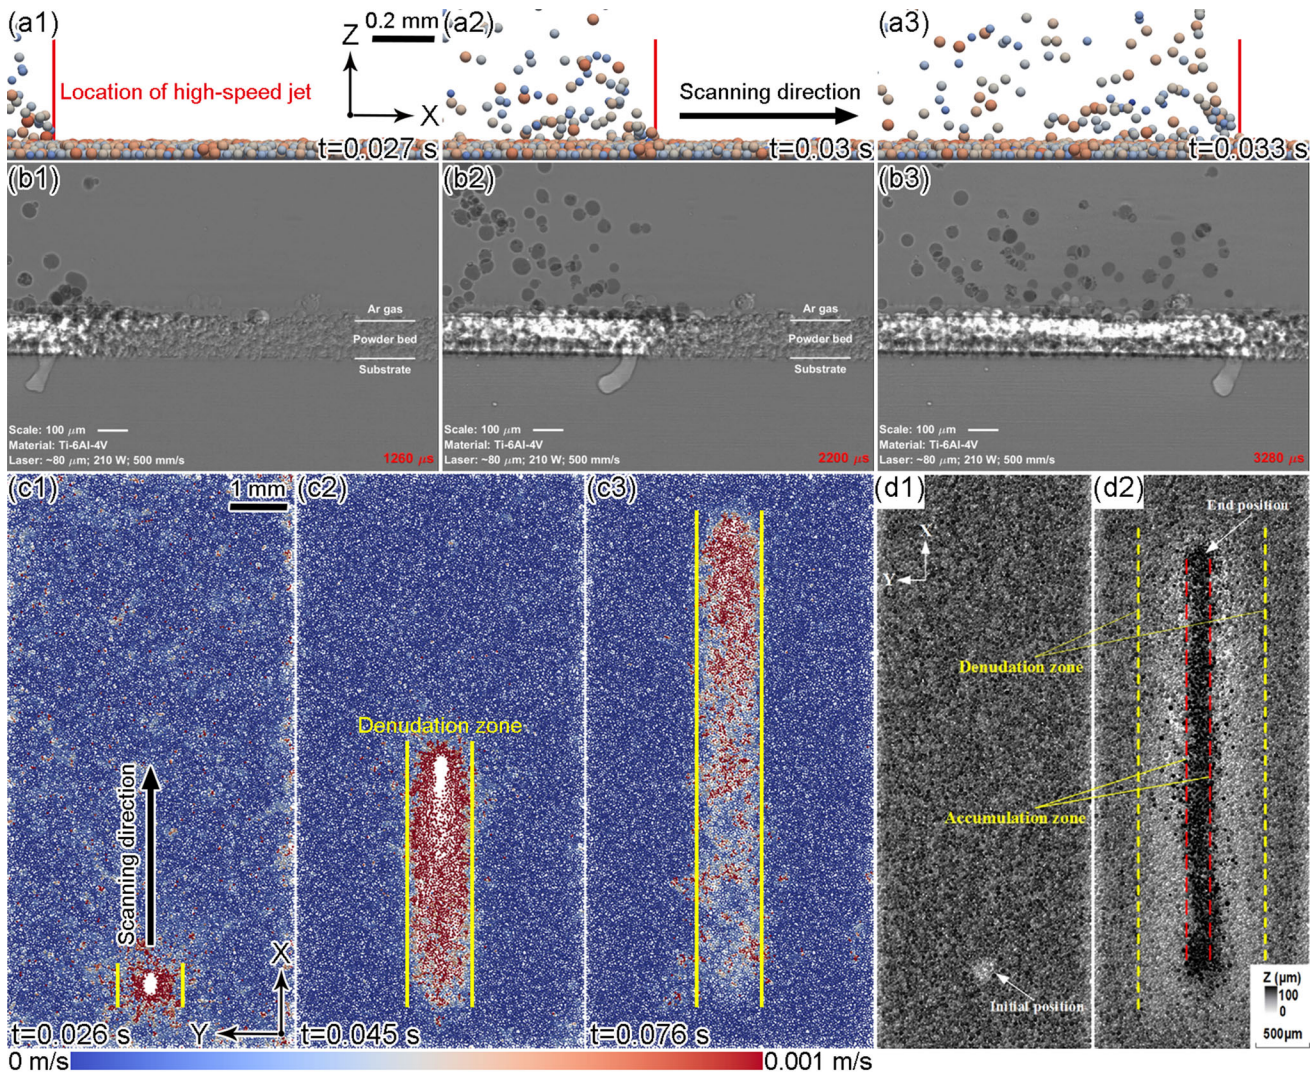 (a1)
Location of high-speed jet
Z
X
0.2 mm
t=0.027 s
(a2)
Scanning direction
t=0.03 s
(a3)
t=0.033 s
(b1)
Ar gas
Powder bed
Substrate
Scale: 100 μm
Material: Ti-6Al-4V
Laser: ~80 μm; 210 W; 500 mm/s
1260 μs
(b2)
Ar gas
Powder bed
Substrate
Scale: 100 μm
Material: Ti-6Al-4V
Laser: ~80 μm; 210 W; 500 mm/s
2200 μs
(b3)
Scale: 100 μm
Material: Ti-6Al-4V
Laser: ~80 μm; 210 W; 500 mm/s
3280 μs
(c1)
1 mm
Scanning direction
X
Y
t=0.026 s
(c2)
Denudation zone
t=0.045 s
(c3)
t=0.076 s
(d1)
X
Y
Initial position
(d2)
End position
Denudation zone
Accumulation zone
Z (μm)
100
0
500μm
0 m/s
0.001 m/s